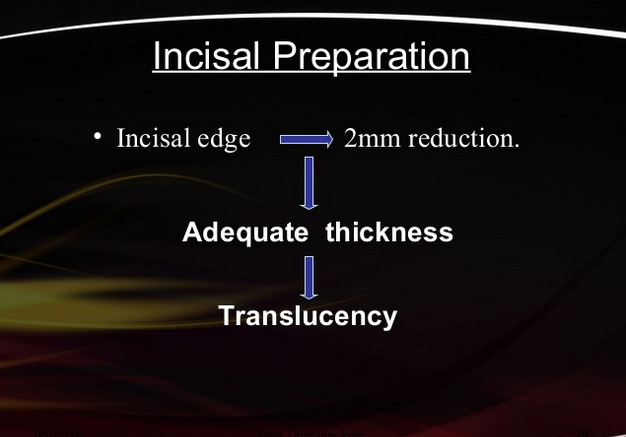 Incisal Preparation
• Incisal edge 2mm reduction.
Adequate thickness
Translucency